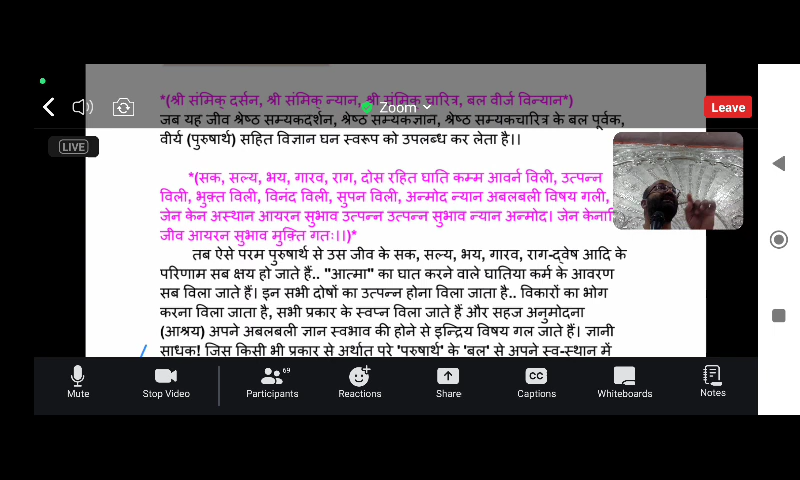 *(श्री संमिक् दर्सन, श्री संमिक् न्यान, श्री संमिक चारित्र, बल वीर्ज विन्यान*)
Zoom
Leave
जब यह जीव श्रेष्ठ सम्यकदर्शन, श्रेष्ठ सम्यकज्ञान, श्रेष्ठ सम्यकचारित्र के बल पूर्वक,
वीर्य (पुरुषार्थ) सहित विज्ञान घन स्वरूप को उपलब्ध कर लेता है।।
LIVE
*(सक, सल्य, भय, गारव, राग, दोस रहित घाति कम्म आवर्न विली, उत्पन्न
विली, भुक्त विली, विनंद विली, सुपन विली, अन्मोद न्यान अबलबली विषय गली,
जेन केन अस्थान आयरन सुभाव उत्पन्न उत्पन्न सुभाव न्यान अन्मोद। जेन केनापि
जीव आयरन सुभाव मुक्ति गतः।।)*
तब ऐसे परम पुरुषार्थ से उस जीव के सक, सल्य, भय, गारव, राग-द्वेष आदि के
परिणाम सब क्षय हो जाते हैं.. "आत्मा" का घात करने वाले घातिया कर्म के आवरण
सब विला जाते हैं। इन सभी दोषों का उत्पन्न होना विला जाता है.. विकारों का भोग
करना विला जाता है, सभी प्रकार के स्वप्न विला जाते हैं और सहज अनुमोदना
(आश्रय) अपने अबलबली ज्ञान स्वभाव की होने से इन्द्रिय विषय गल जाते हैं। ज्ञानी
साधक! जिस किसी भी प्रकार से अर्थात पूरे 'पुरुषार्थ' के 'बल' से अपने स्व-स्थान में
Mute
Stop Video
69
Participants
Reactions
Share
CC
Captions
Whiteboards
Notes